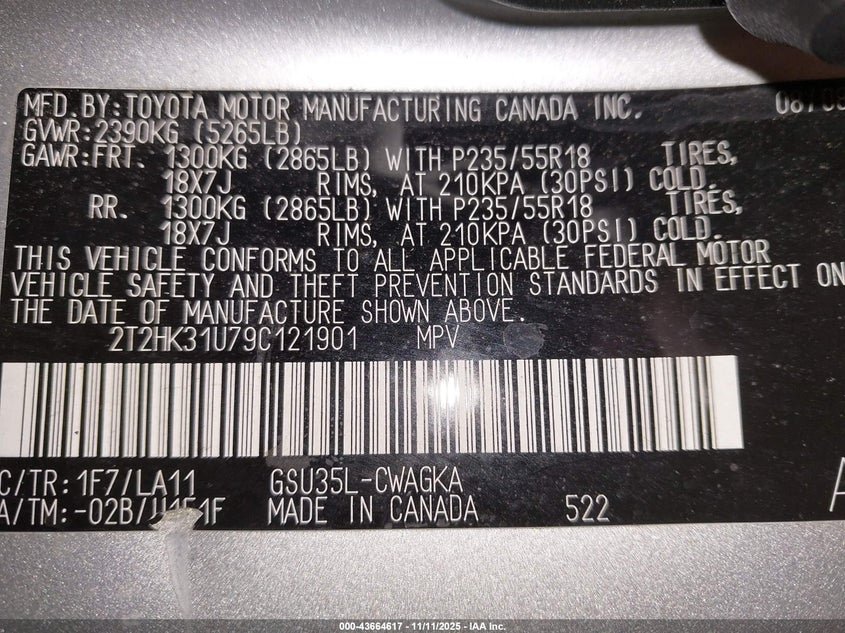 MFD. BY: TOYOTA MOTOR MANUFACTURING CANADA INC. 08/08
GVWR: 2390KG (5265LB)
GAWR: FRT. 1300KG (2865LB) WITH P235/55R18 TIRES,
18X7J RIMS, AT 210KPA (30PSI) COLD.
RR. 1300KG (2865LB) WITH P235/55R18 TIRES,
18X7J RIMS, AT 210KPA (30PSI) COLD.
THIS VEHICLE CONFORMS TO ALL APPLICABLE FEDERAL MOTOR
VEHICLE SAFETY AND THEFT PREVENTION STANDARDS IN EFFECT ON
THE DATE OF MANUFACTURE SHOWN ABOVE.
2T2HK31U79C121901 MPV
C/TR: 1F7/LA11 GSU35L-CWAGKA A
A/TM: -02B/ MADE IN CANADA 522
000-43664617 - 11/11/2025 - IAA Inc.